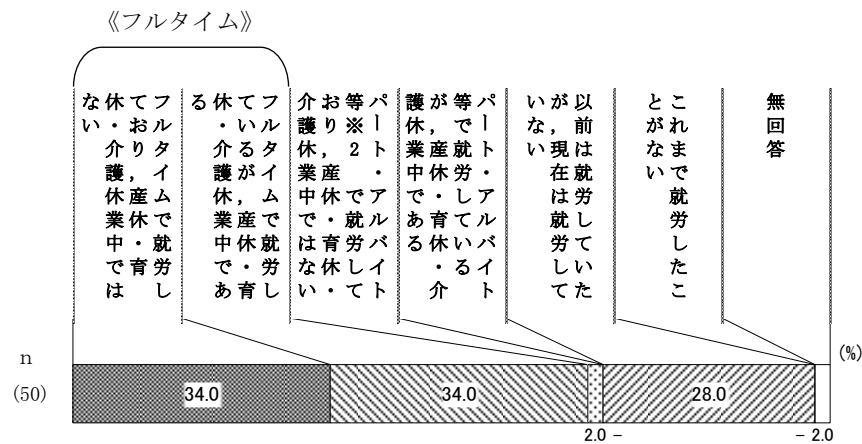 《フルタイム》
フルタイムで就労し
ており，産休・育
休・介護休業中では
ない
フルタイムで就労し
ているが，産休・育
休・介護休業中であ
る
パート・アルバイト
等※2で就労して
おり，産休・育休・
介護休業中ではない
パート・アルバイト
等で就労している
が，産休・育休・介
護休業中である
以前は就労していた
が，現在は就労して
いない
これまで就労したこ
とがない
無回答
(%)
n
(50)
34.0
34.0
28.0
2.0 －
－ 2.0